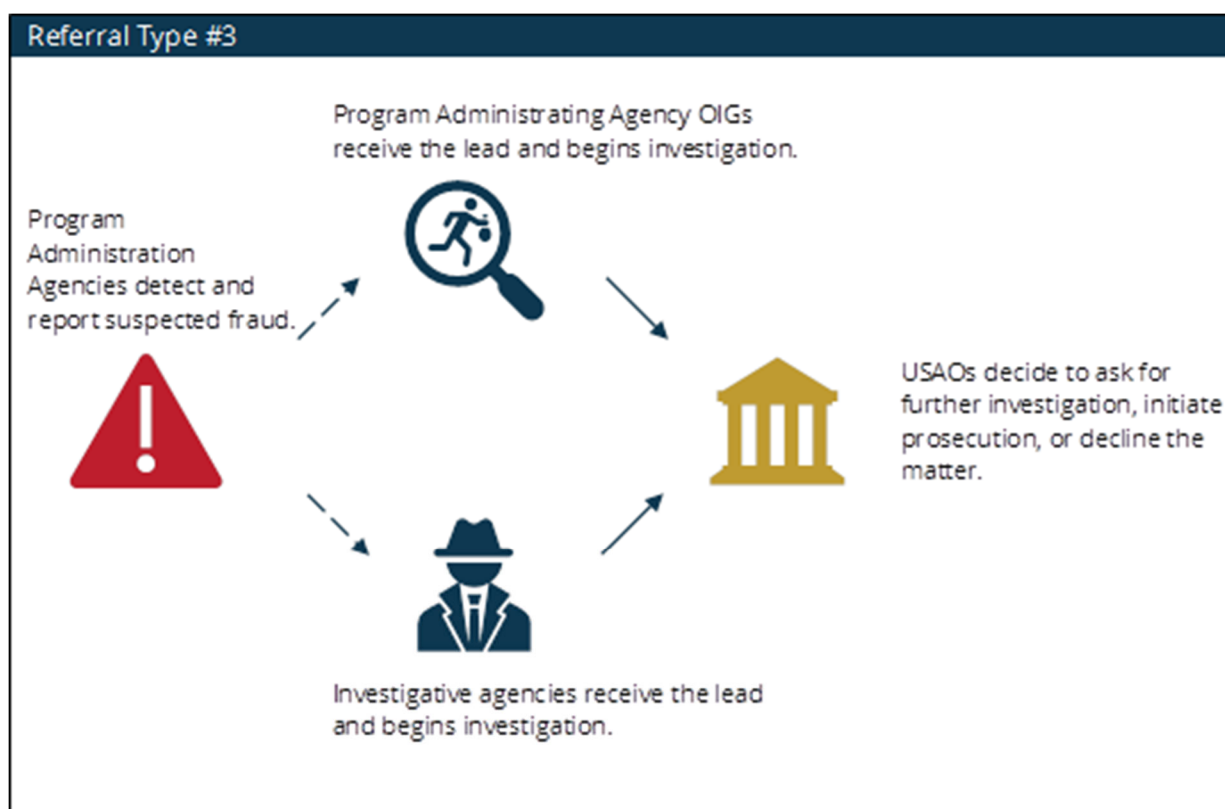 Referral Type #3
Program Administrating Agency OIGs
receive the lead and begins investigation.
Program
Administration
Agencies detect and
report suspected fraud.
USAOs decide to ask for
further investigation, initiate
prosecution, or decline the
matter.
Investigative agencies receive the lead
and begins investigation.